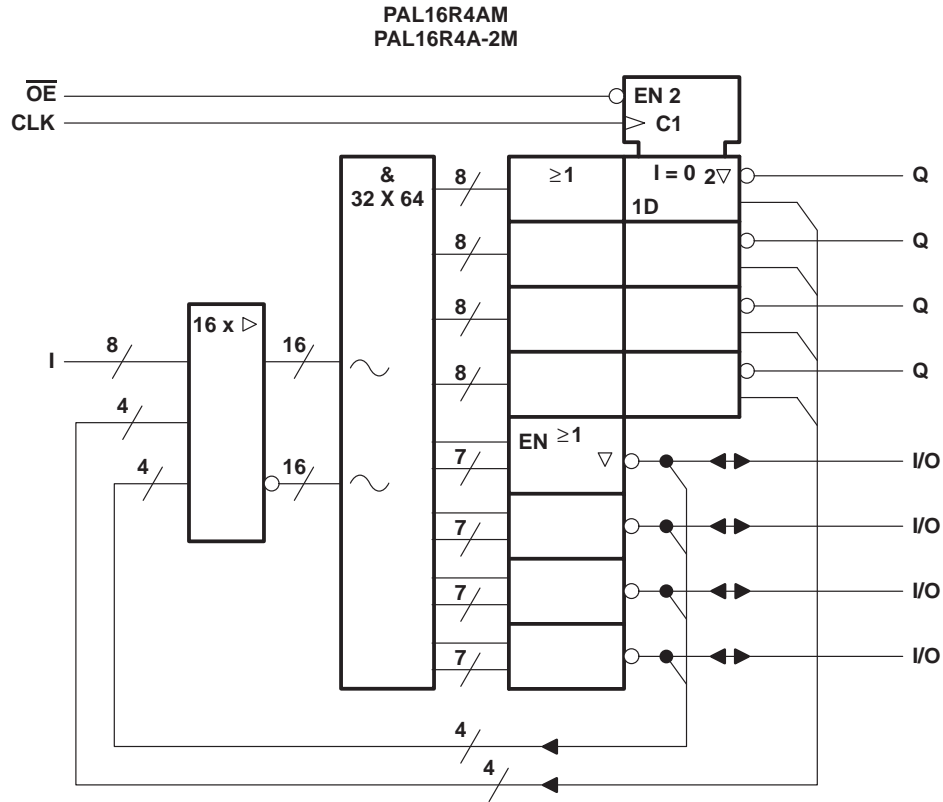 PAL16R4AM
PAL16R4A-2M
OE
EN 2
CLK
C1
&
32 X 64
8
≥1
I = 0 2▽
Q
1D
8
Q
8
Q
16 x ▷
I
8
16
8
Q
4
EN ≥1
▽
7
I/O
4
16
7
I/O
7
I/O
7
I/O
4
4